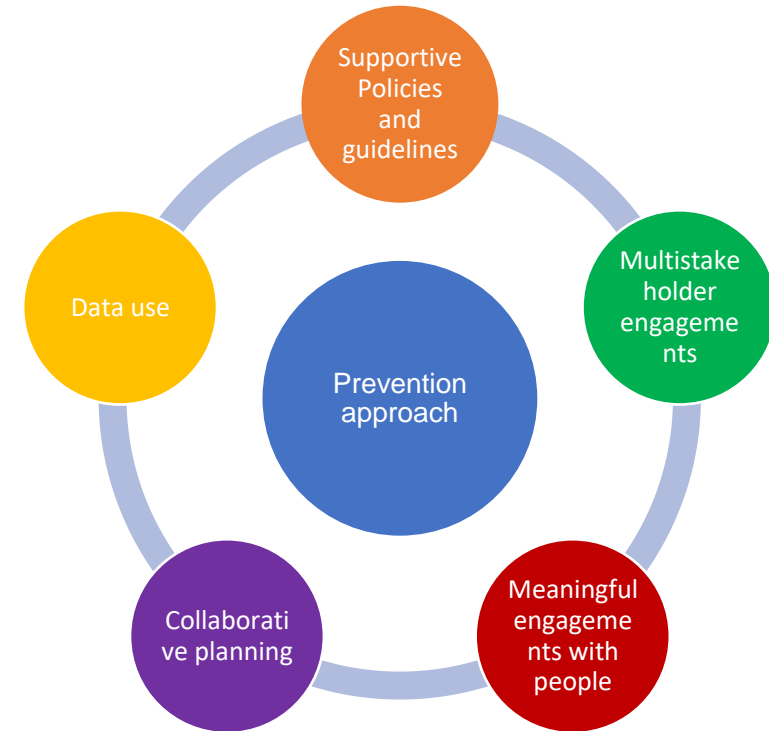 Supportive
Policies
and
guidelines
Multistake
holder
engageme
nts
Data use
Prevention
approach
Meaningful
engageme
nts with
people
Collaborati
ve planning